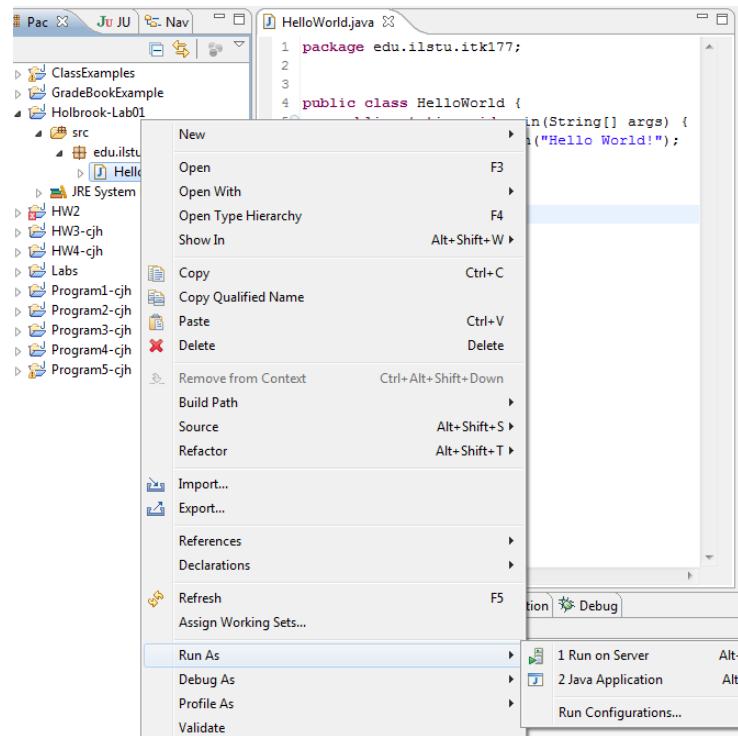 Pac JU JU Nav
HelloWorld.java
1 package edu.ilstu.itk177;
2
3
4 public class HelloWorld {
in(String[] args) {
("Hello World!");
ClassExamples
GradeBookExample
Holbrook-Lab01
src
edu.ilstu
Hello
JRE System
HW2
HW3-cjh
HW4-cjh
Labs
Program1-cjh
Program2-cjh
Program3-cjh
Program4-cjh
Program5-cjh
New
Open F3
Open With
Open Type Hierarchy F4
Show In Alt+Shift+W
Copy Ctrl+C
Copy Qualified Name
Paste Ctrl+V
Delete Delete
Remove from Context Ctrl+Alt+Shift+Down
Build Path
Source Alt+Shift+S
Refactor Alt+Shift+T
Import...
Export...
References
Declarations
Refresh F5
Assign Working Sets...
Run As
Debug As
Profile As
Validate
tion Debug
1 Run on Server Alt+
2 Java Application Alt
Run Configurations...